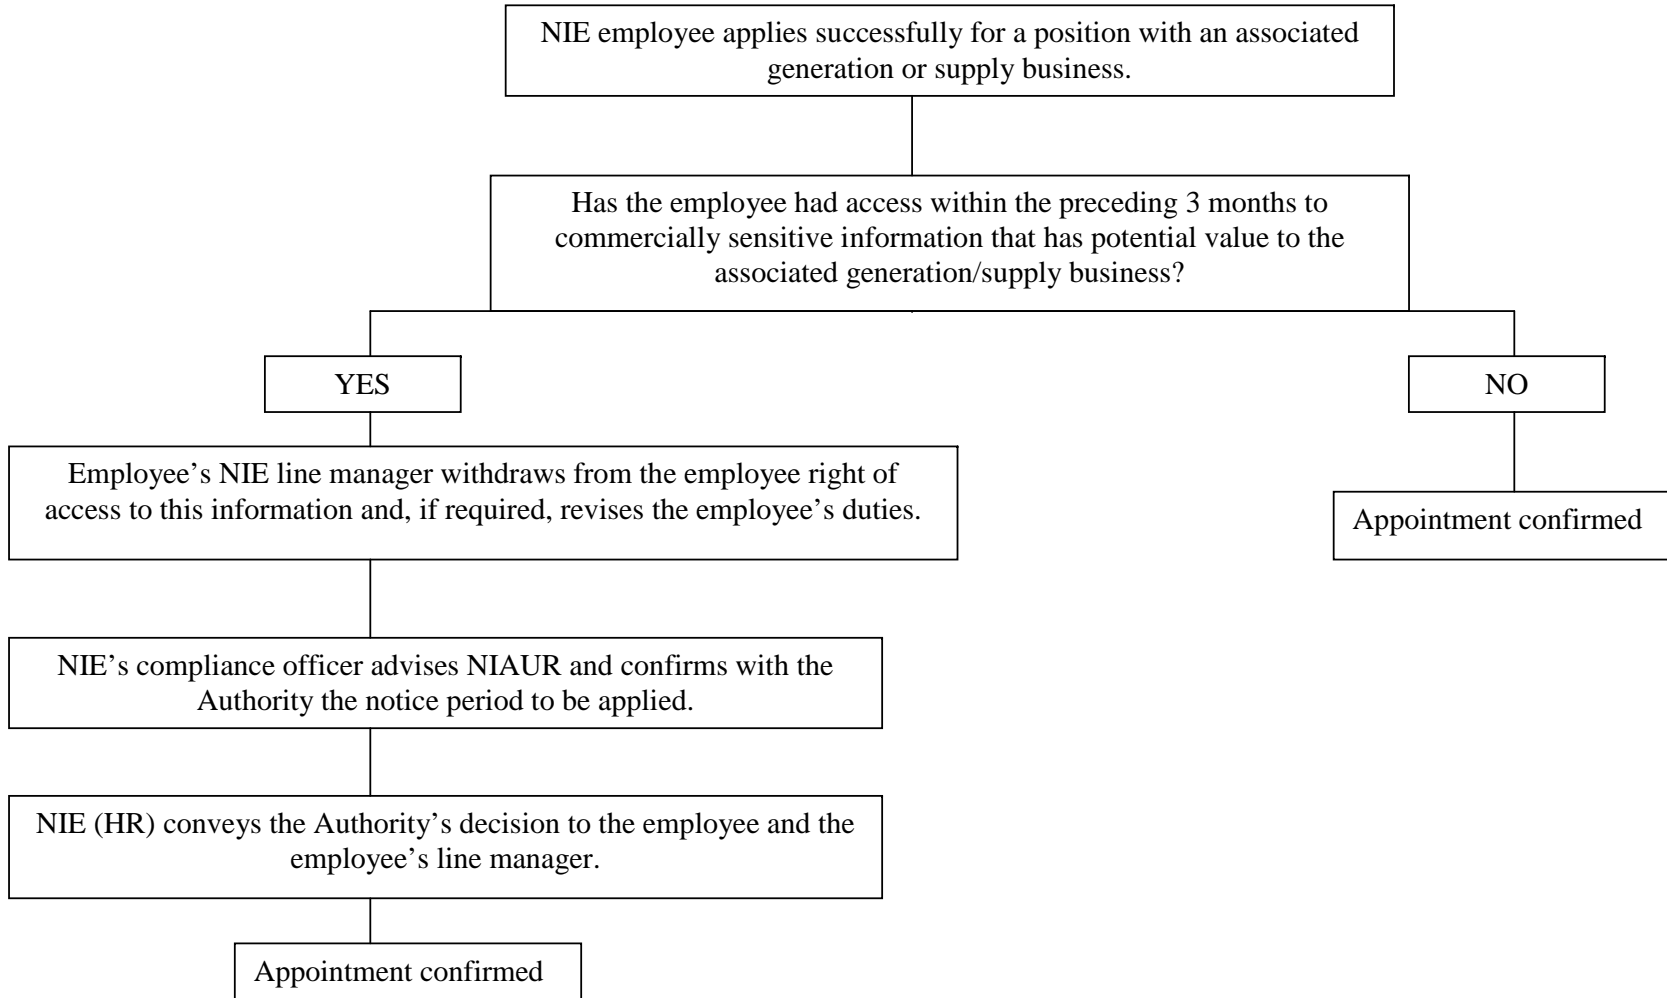 NIE employee applies successfully for a position with an associated
generation or supply business.
Has the employee had access within the preceding 3 months to
commercially sensitive information that has potential value to the
associated generation/supply business?
YES
NO
Employee’s NIE line manager withdraws from the employee right of
access to this information and, if required, revises the employee’s duties.
Appointment confirmed
NIE’s compliance officer advises NIAUR and confirms with the
Authority the notice period to be applied.
NIE (HR) conveys the Authority’s decision to the employee and the
employee’s line manager.
Appointment confirmed